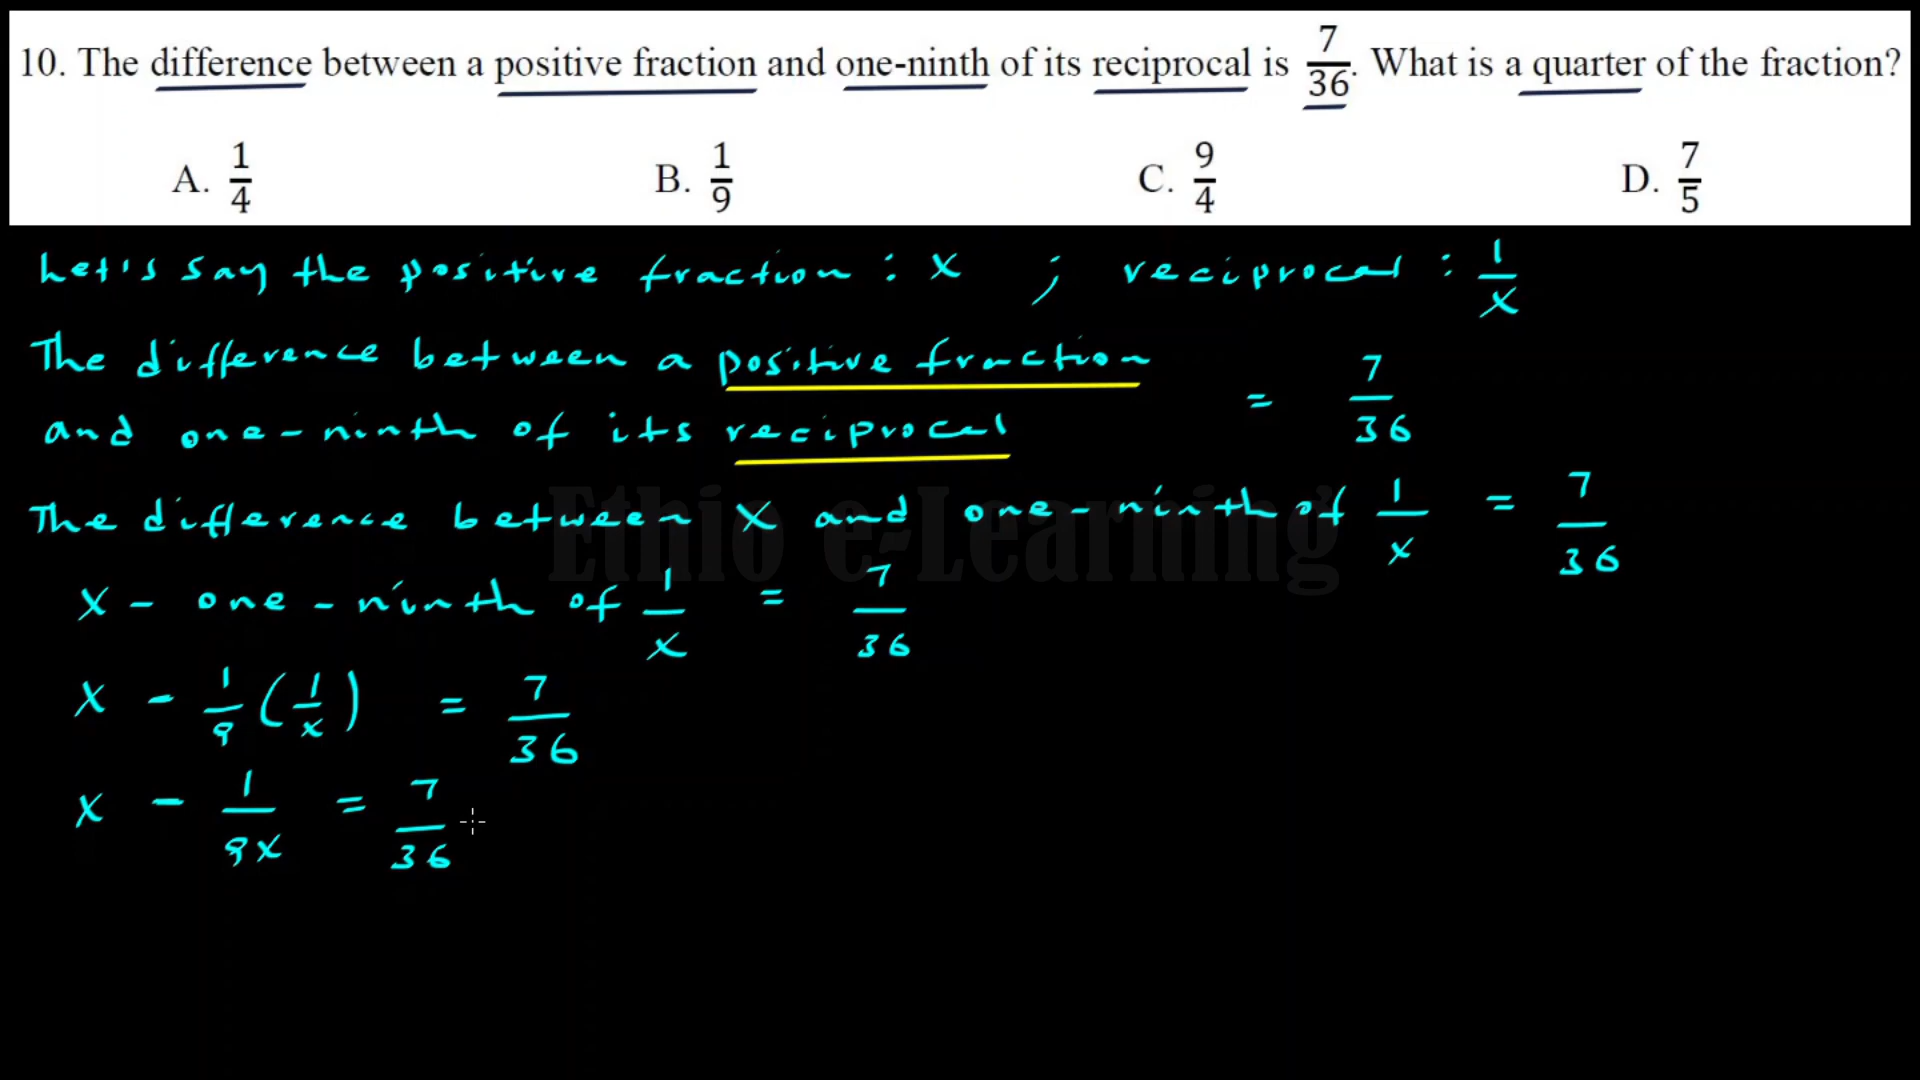 10. The difference between a positive fraction and one-ninth of its reciprocal is 7/36. What is a quarter of the fraction?
A. 1/4 B. 1/9 C. 9/4 D. 7/5
Let's say the positive fraction : x ; reciprocal : 1/x
The difference between a positive fraction
and one-ninth of its reciprocal = 7/36
The difference between x and one-ninth of 1/x = 7/36
Ethio e-Learning
x - one-ninth of 1/x = 7/36
x - 1/9 (1/x) = 7/36
x - 1/9x = 7/36